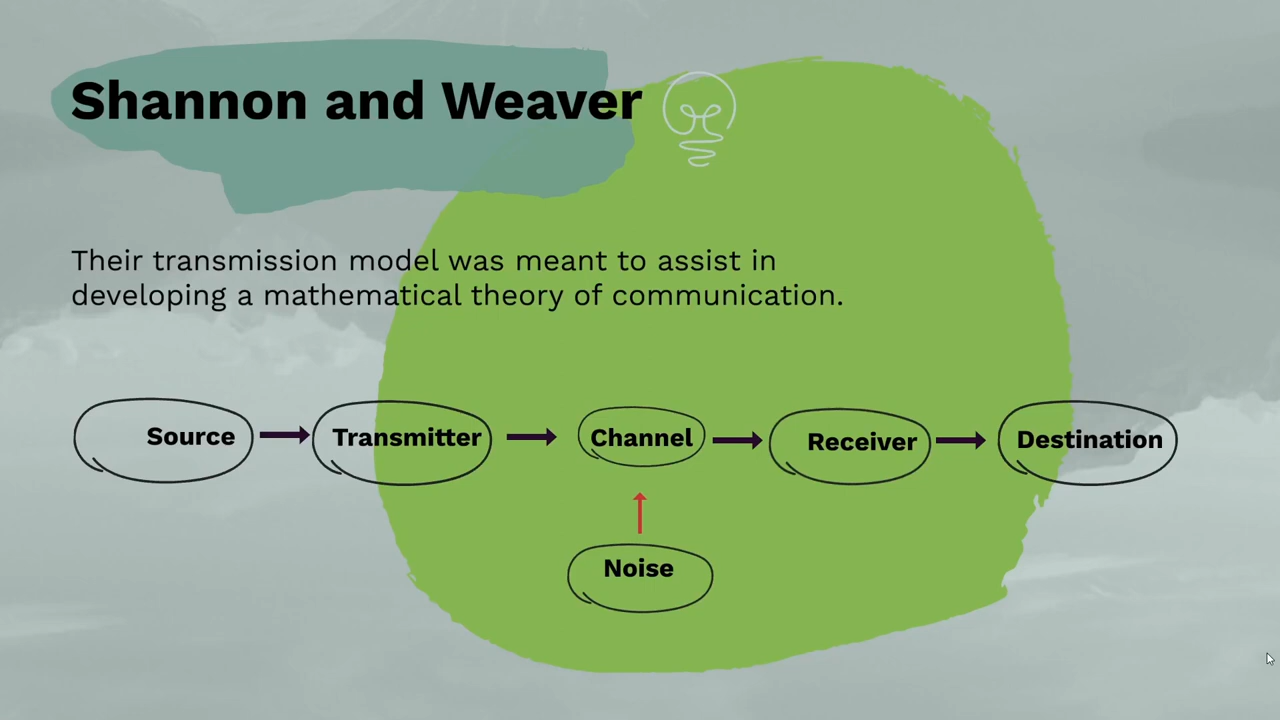 Shannon and Weaver
Their transmission model was meant to assist in
developing a mathematical theory of communication.
Source
Transmitter
Channel
Receiver
Destination
Noise